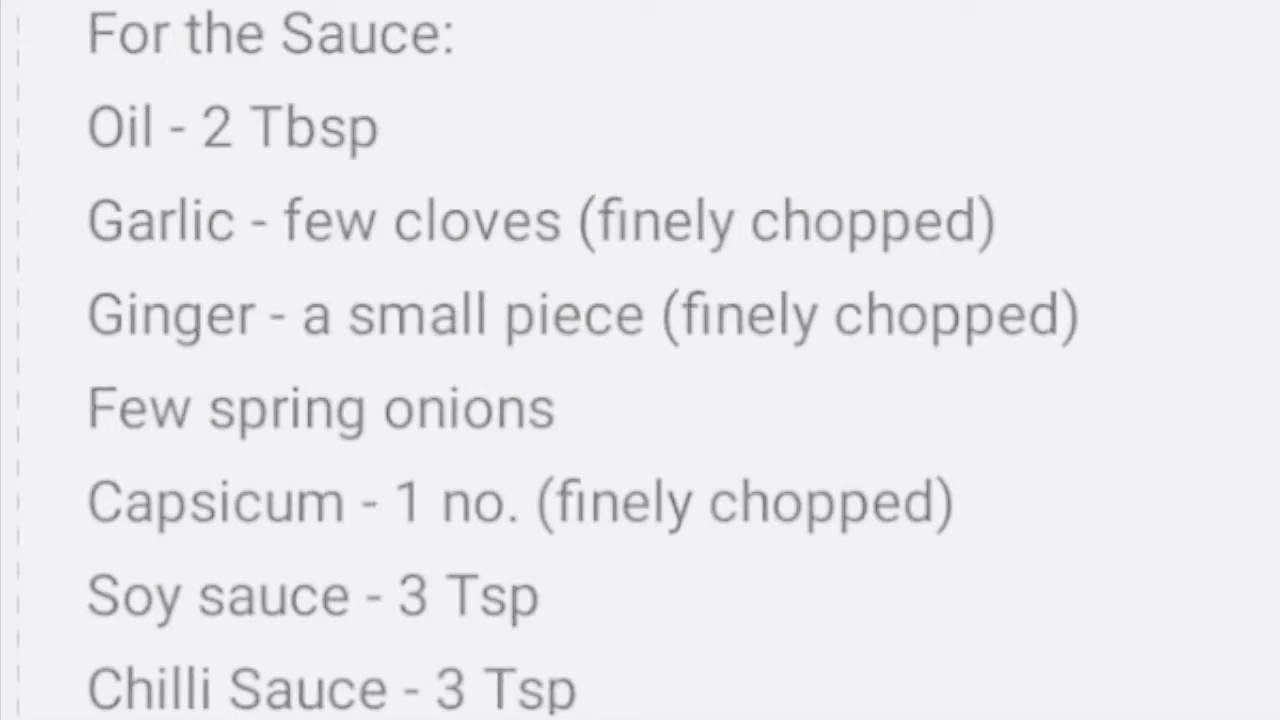 For the Sauce:
Oil - 2 Tbsp
Garlic - few cloves (finely chopped)
Ginger - a small piece (finely chopped)
Few spring onions
Capsicum - 1 no. (finely chopped)
Soy sauce - 3 Tsp
Chilli Sauce - 3 Tsp